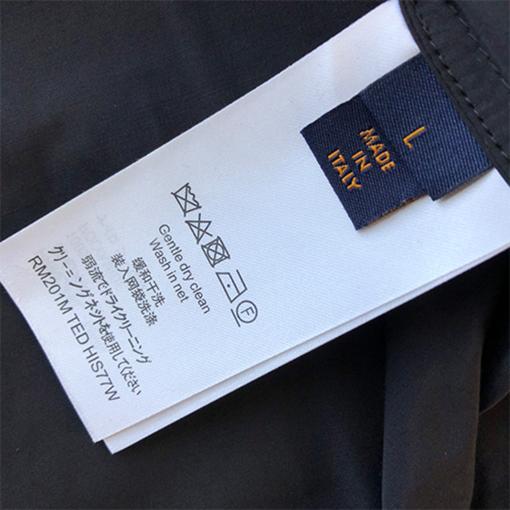 L
MADE
IN
ITALY
Gentle dry clean
Wash in net
缓和干洗
装入网袋洗涤
弱流でドライクリーニング
クリーニングネットを使用してください
RM201M TED HIS77W